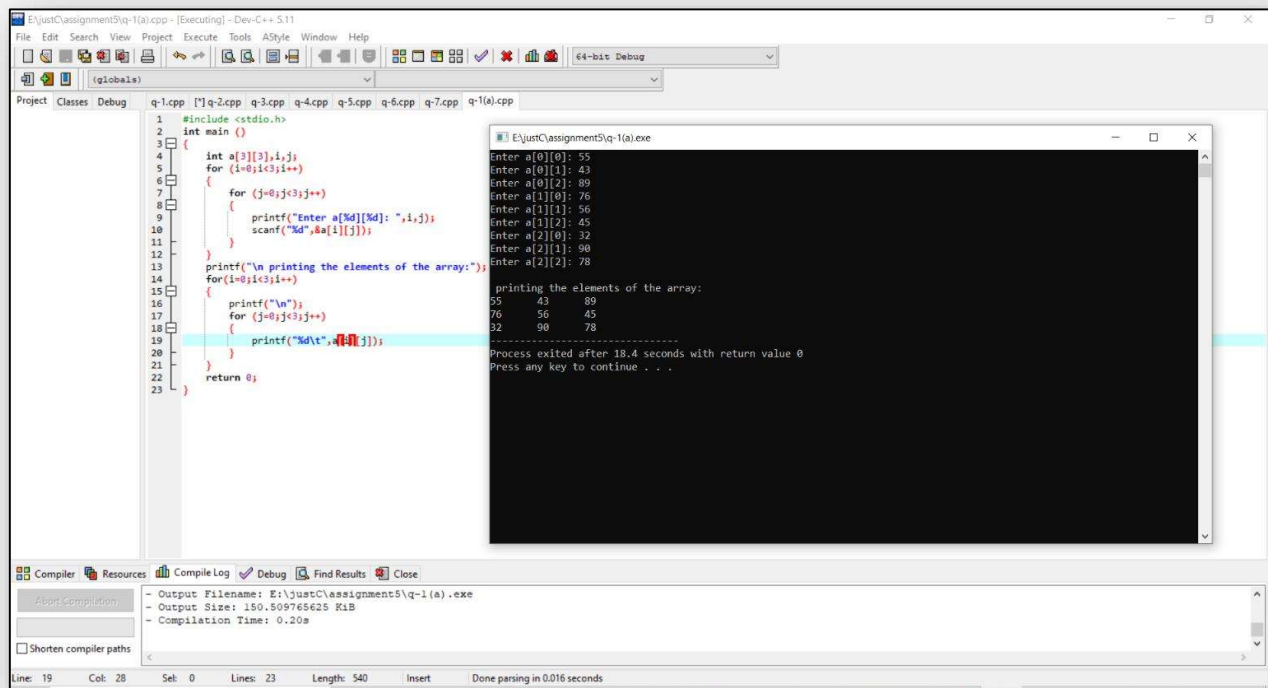 E:\justC\assignment5\q-1(a).cpp - [Executing] - Dev-C++ 5.11
File Edit Search View Project Execute Tools AStyle Window Help
64-bit Debug
(globals)
Project Classes Debug
q-1.cpp [*] q-2.cpp q-3.cpp q-4.cpp q-5.cpp q-6.cpp q-7.cpp q-1(a).cpp
1 #include <stdio.h>
2 int main ()
3 {
4 int a[3][3],i,j;
5 for (i=0;i<3;i++)
6 {
7 for (j=0;j<3;j++)
8 {
9 printf("Enter a[%d][%d]: ",i,j);
10 scanf("%d",&a[i][j]);
11 }
12 }
13 printf("\n printing the elements of the array:");
14 for(i=0;i<3;i++)
15 {
16 printf("\n");
17 for (j=0;j<3;j++)
18 {
19 printf("%d\t",a[i][j]);
20 }
21 }
22 return 0;
23 }
E:\justC\assignment5\q-1(a).exe
Enter a[0][0]: 55
Enter a[0][1]: 43
Enter a[0][2]: 89
Enter a[1][0]: 76
Enter a[1][1]: 56
Enter a[1][2]: 45
Enter a[2][0]: 32
Enter a[2][1]: 90
Enter a[2][2]: 78
printing the elements of the array:
55 43 89
76 56 45
32 90 78
--------------------------------
Process exited after 18.4 seconds with return value 0
Press any key to continue . . .
Compiler Resources Compile Log Debug Find Results Close
Abort Compilation
Shorten compiler paths
- Output Filename: E:\justC\assignment5\q-1(a).exe
- Output Size: 150.509765625 KiB
- Compilation Time: 0.20s
Line: 19 Col: 28 Sel: 0 Lines: 23 Length: 540 Insert Done parsing in 0.016 seconds